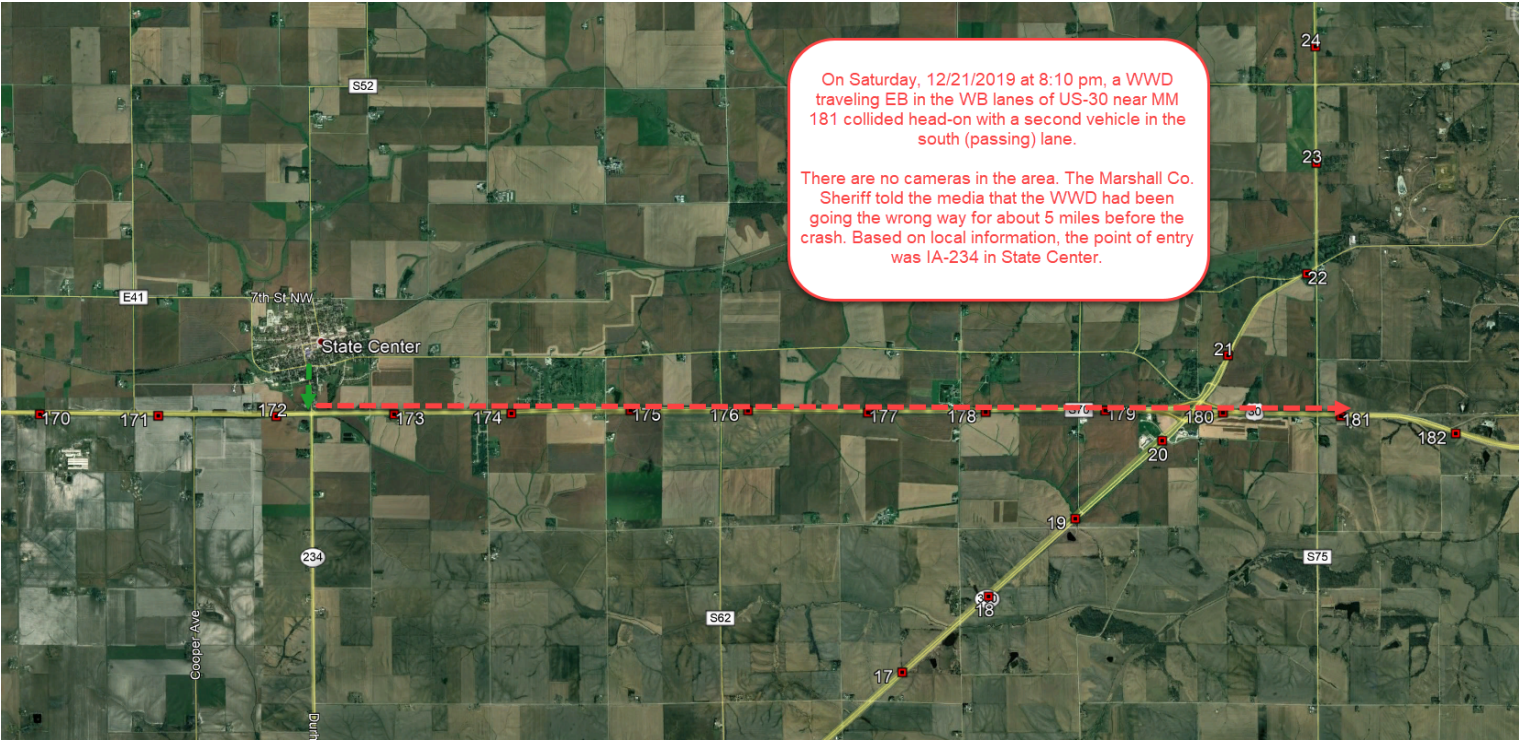 24
S52
On Saturday, 12/21/2019 at 8:10 pm, a WWD
traveling EB in the WB lanes of US-30 near MM
181 collided head-on with a second vehicle in the
south (passing) lane.
There are no cameras in the area. The Marshall Co.
Sheriff told the media that the WWD had been
going the wrong way for about 5 miles before the
crash. Based on local information, the point of entry
was IA-234 in State Center.
23
22
E41
7th St NW
State Center
21
170
171
172
173
174
175
176
177
178
S70
179
180
30
181
182
20
19
234
S75
18
S62
Cooper Ave
17
Durh